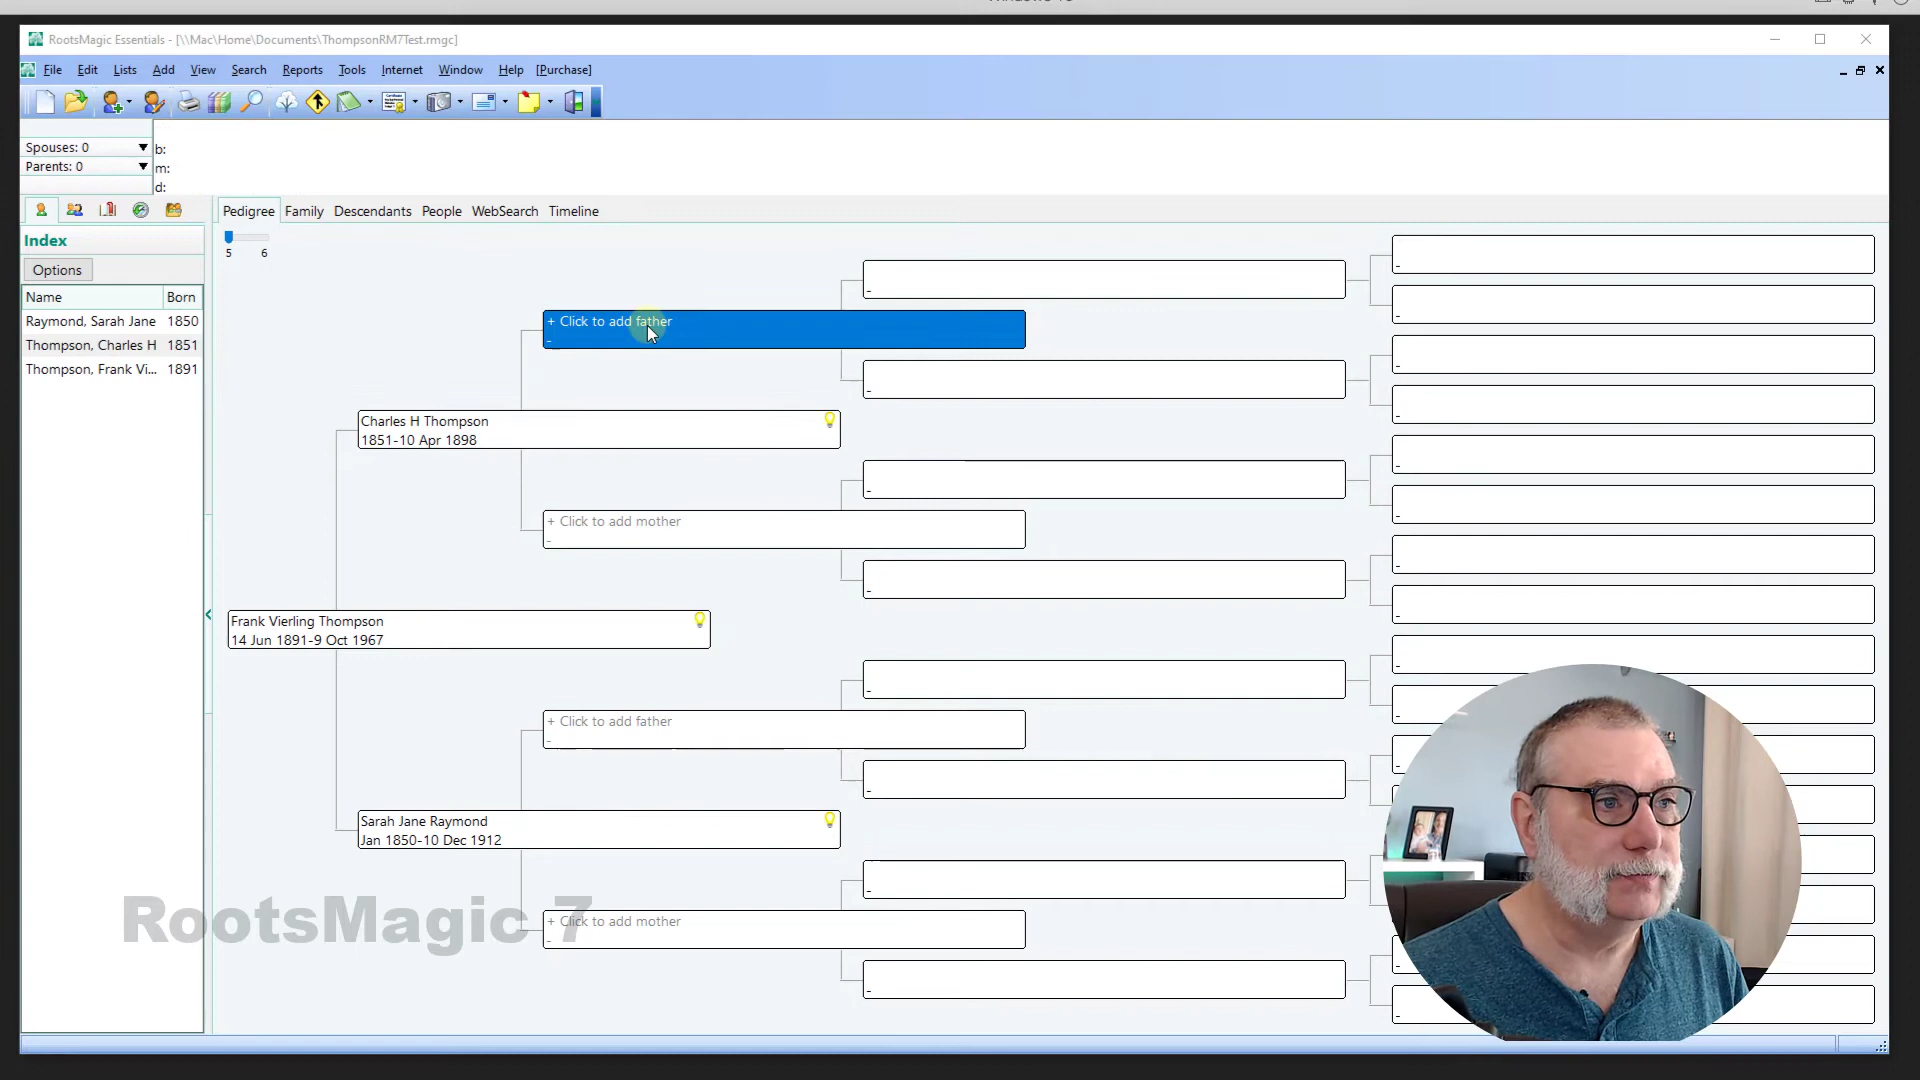 RootsMagic Essentials - [\\Mac\Home\Documents\ThompsonRM7Test.rmgc]
File Edit Lists Add View Search Reports Tools Internet Window Help [Purchase]
Spouses: 0
Parents: 0
b:
m:
d:
Index
Options
Name Born
Raymond, Sarah Jane 1850
Thompson, Charles H 1851
Thompson, Frank Vi... 1891
Pedigree Family Descendants People WebSearch Timeline
5 6
+ Click to add father
Charles H Thompson
1851-10 Apr 1898
+ Click to add mother
Frank Vierling Thompson
14 Jun 1891-9 Oct 1967
+ Click to add father
Sarah Jane Raymond
Jan 1850-10 Dec 1912
+ Click to add mother
RootsMagic 7